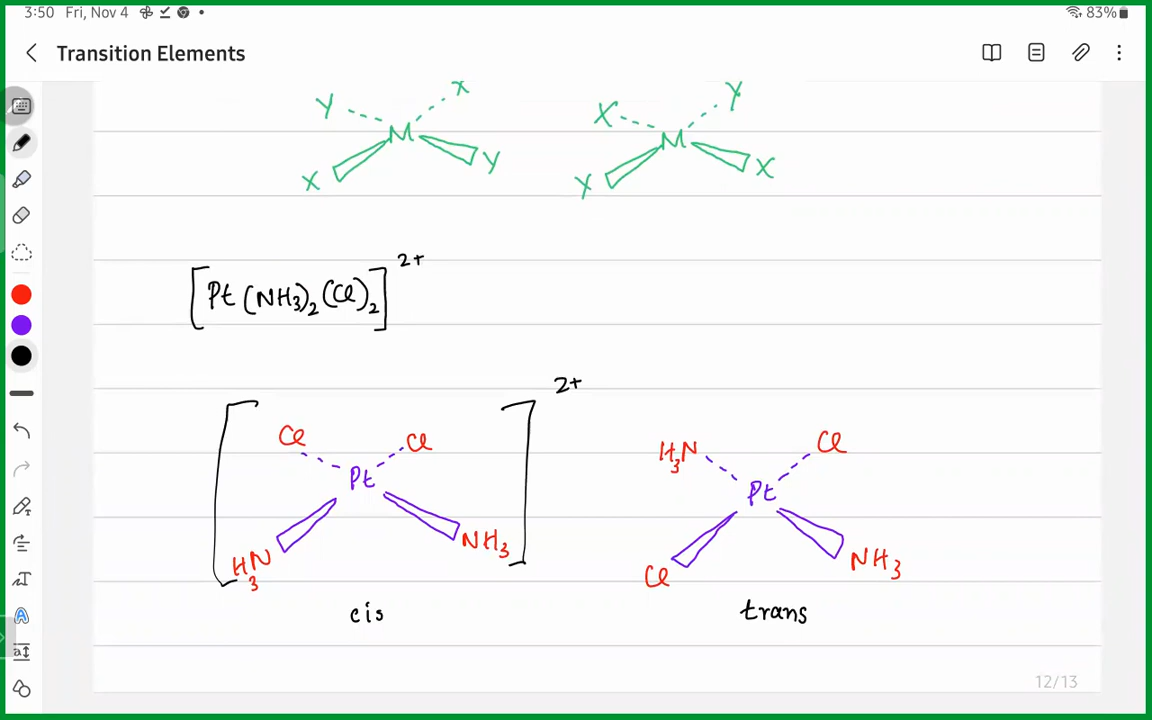 3:50 Fri, Nov 4
83%
Transition Elements
Y X X Y
M M
X Y X X
[Pt(NH3)2(Cl)2]2+
2+
Cl Cl H3N Cl
Pt Pt
H3N NH3 Cl NH3
cis trans
12/13